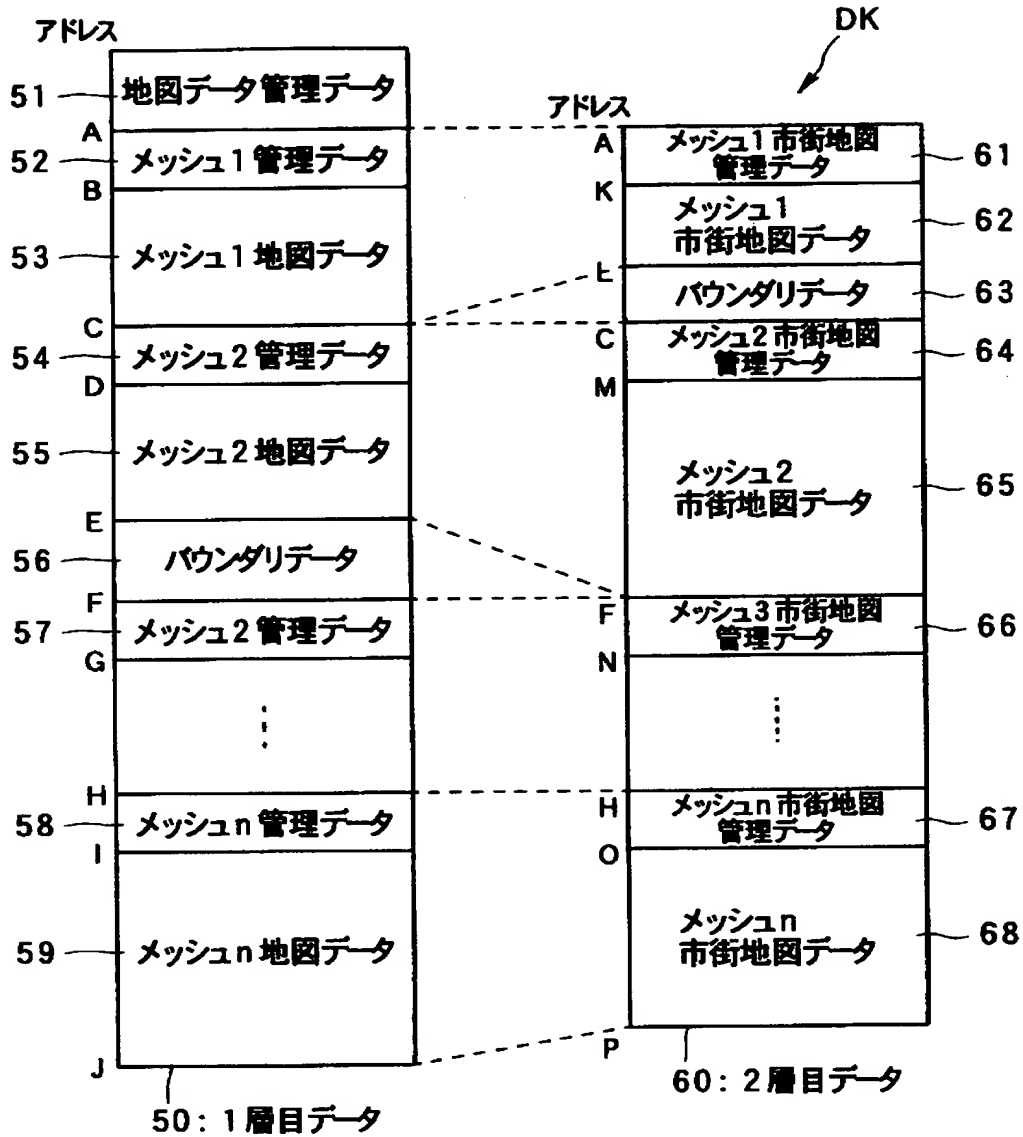 DK
アドレス
51
地図データ管理データ
A
52
メッシュ1管理データ
B
53
メッシュ1地図データ
C
54
メッシュ2管理データ
D
55
メッシュ2地図データ
E
56
バウンダリデータ
F
57
メッシュ2管理データ
G
H
58
メッシュn管理データ
I
59
メッシュn地図データ
J
50:1層目データ
アドレス
A
メッシュ1市街地図
管理データ
61
K
メッシュ1
市街地図データ
62
バウンダリデータ
63
C
メッシュ2市街地図
管理データ
64
M
メッシュ2
市街地図データ
65
F
メッシュ3市街地図
管理データ
66
N
H
メッシュn市街地図
管理データ
67
O
メッシュn
市街地図データ
68
P
60:2層目データ